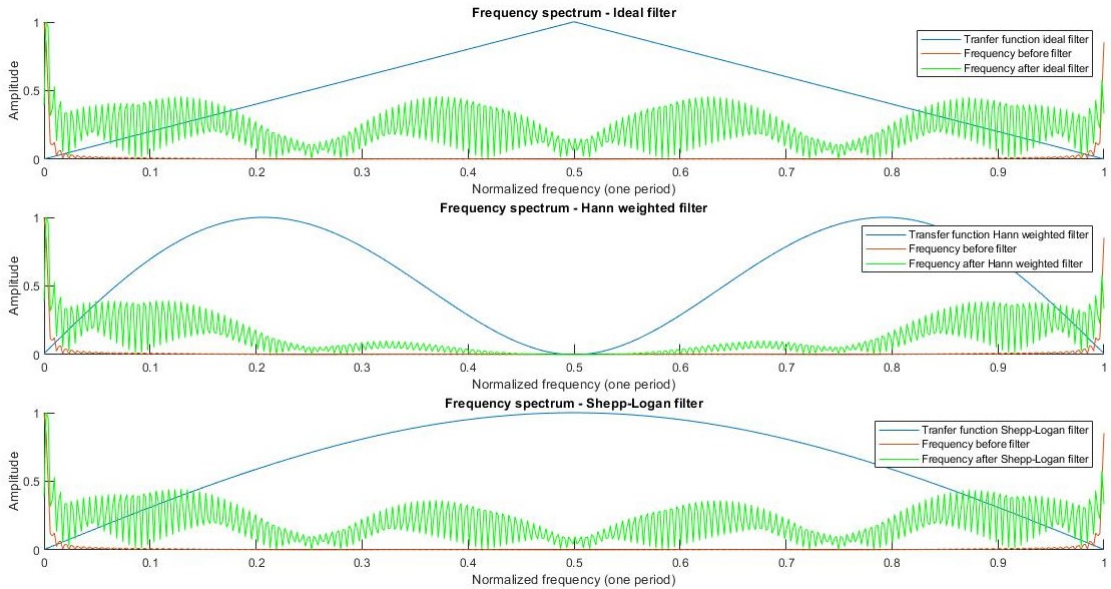 Frequency spectrum - Ideal filter
1
0.5
0
Amplitude
Tranfer function ideal filter
Frequency before filter
Frequency after ideal filter
0 0.1 0.2 0.3 0.4 0.5 0.6 0.7 0.8 0.9 1
Normalized frequency (one period)
Frequency spectrum - Hann weighted filter
1
0.5
0
Amplitude
Transfer function Hann weighted filter
Frequency before filter
Frequency after Hann weighted filter
0 0.1 0.2 0.3 0.4 0.5 0.6 0.7 0.8 0.9 1
Normalized frequency (one period)
Frequency spectrum - Shepp-Logan filter
1
0.5
0
Amplitude
Tranfer function Shepp-Logan filter
Frequency before filter
Frequency after Shepp-Logan filter
0 0.1 0.2 0.3 0.4 0.5 0.6 0.7 0.8 0.9 1
Normalized frequency (one period)